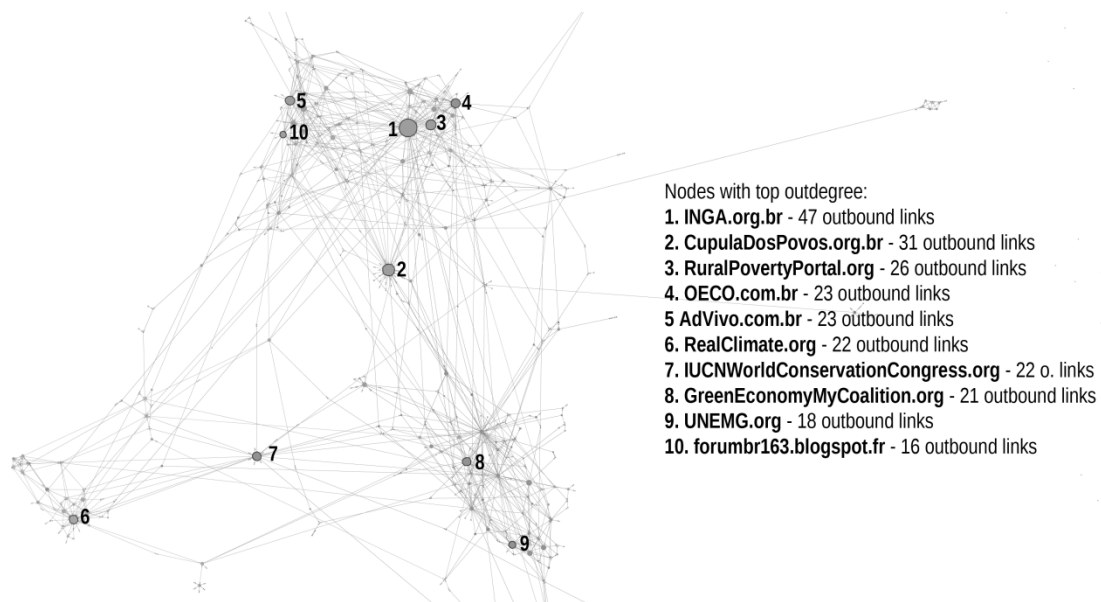 5
10
1
3
4
2
7
6
8
9
Nodes with top outdegree:
1. INGA.org.br - 47 outbound links
2. CupulaDosPovos.org.br - 31 outbound links
3. RuralPovertyPortal.org - 26 outbound links
4. OECO.com.br - 23 outbound links
5 AdVivo.com.br - 23 outbound links
6. RealClimate.org - 22 outbound links
7. IUCNWorldConservationCongress.org - 22 o. links
8. GreenEconomyMyCoalition.org - 21 outbound links
9. UNEMG.org - 18 outbound links
10. forumbr163.blogspot.fr - 16 outbound links